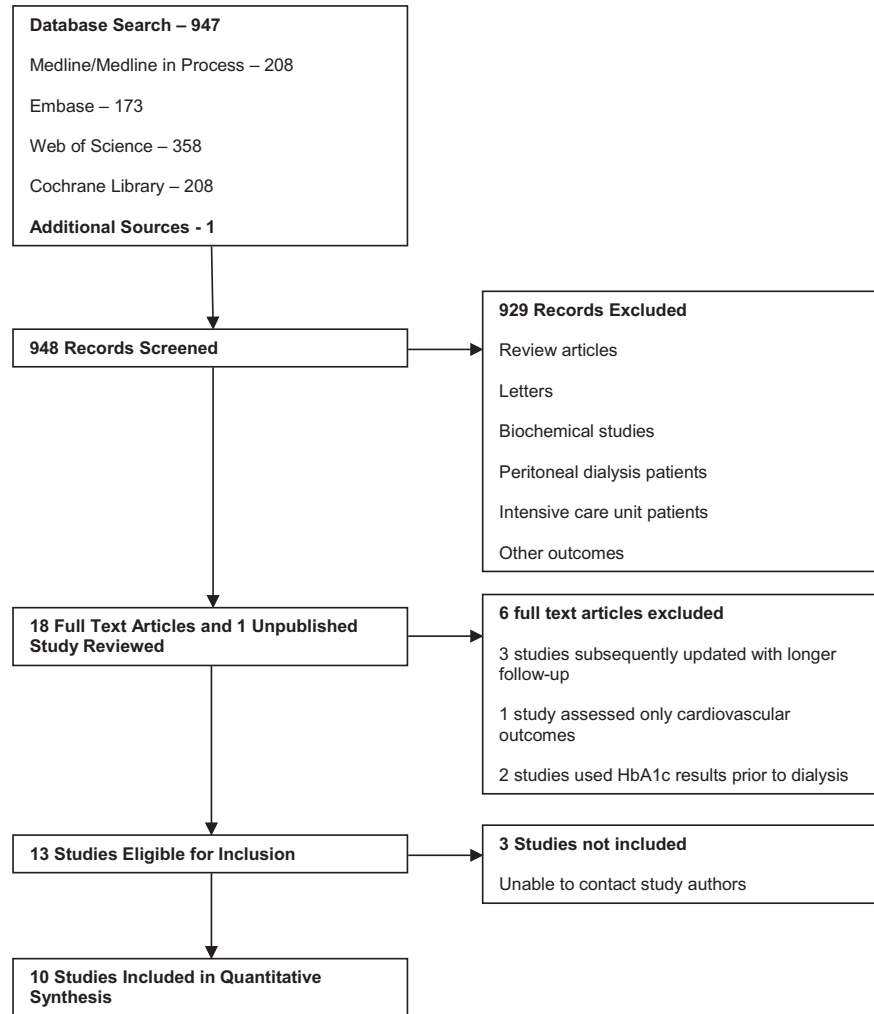 Database Search – 947
Medline/Medline in Process – 208
Embase – 173
Web of Science – 358
Cochrane Library – 208
Additional Sources - 1
948 Records Screened
929 Records Excluded
Review articles
Letters
Biochemical studies
Peritoneal dialysis patients
Intensive care unit patients
Other outcomes
18 Full Text Articles and 1 Unpublished
Study Reviewed
6 full text articles excluded
3 studies subsequently updated with longer
follow-up
1 study assessed only cardiovascular
outcomes
2 studies used HbA1c results prior to dialysis
13 Studies Eligible for Inclusion
3 Studies not included
Unable to contact study authors
10 Studies Included in Quantitative
Synthesis